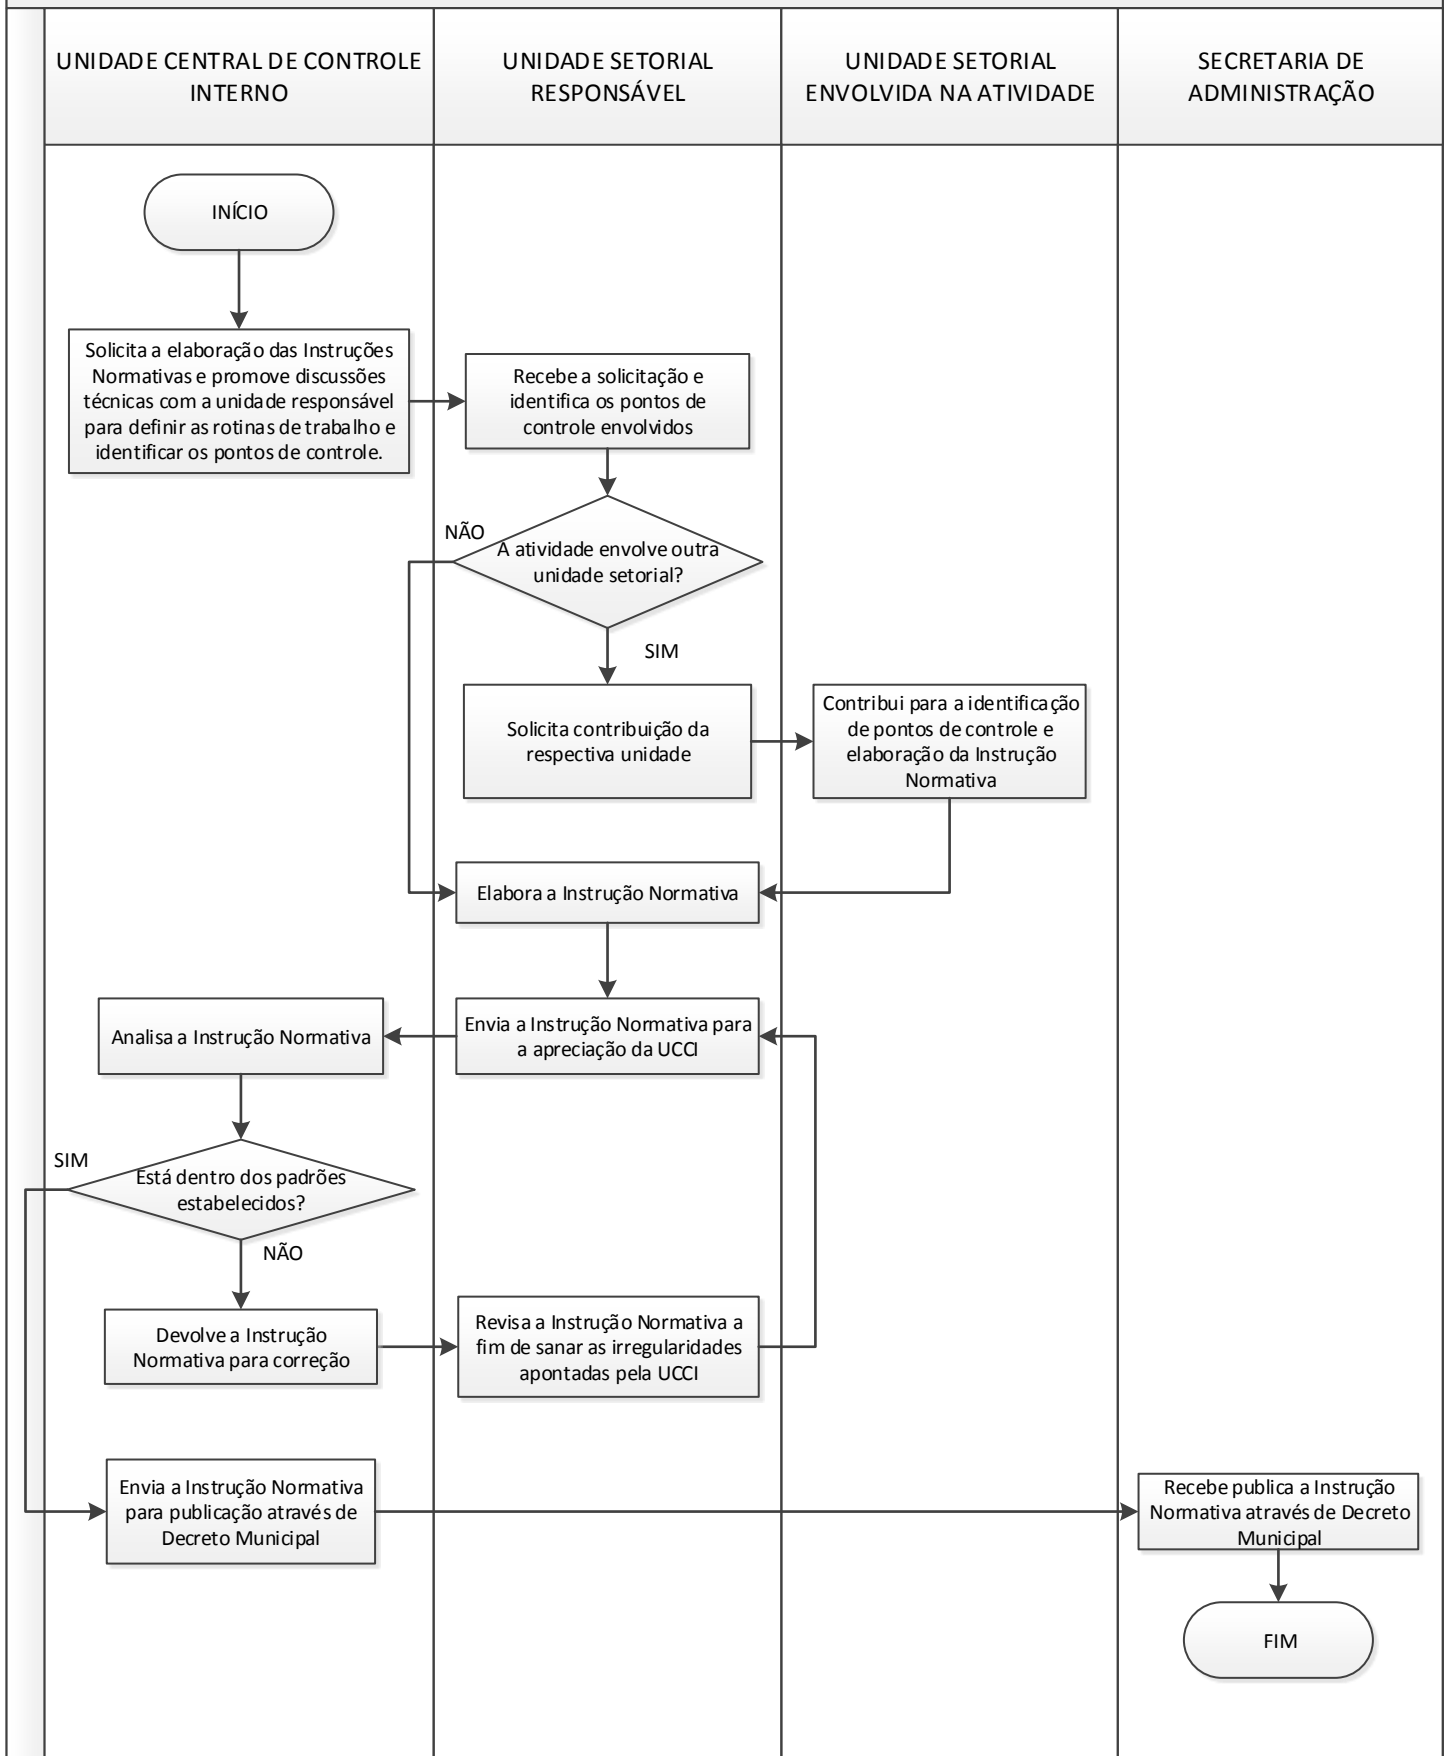 UNIDADE CENTRAL DE CONTROLE
INTERNO
UNIDADE SETORIAL
RESPONSÁVEL
UNIDADE SETORIAL
ENVOLVIDA NA ATIVIDADE
SECRETARIA DE
ADMINISTRAÇÃO
INÍCIO
Solicita a elaboração das Instruções
Normativas e promove discussões
técnicas com a unidade responsável
para definir as rotinas de trabalho e
identificar os pontos de controle.
Recebe a solicitação e
identifica os pontos de
controle envolvidos
NÃO
A atividade envolve outra
unidade setorial?
SIM
Solicita contribuição da
respectiva unidade
Contribui para a identificação
de pontos de controle e
elaboração da Instrução
Normativa
Elabora a Instrução Normativa
Envia a Instrução Normativa para
a apreciação da UCCI
Analisa a Instrução Normativa
SIM
Está dentro dos padrões
estabelecidos?
NÃO
Devolve a Instrução
Normativa para correção
Revisa a Instrução Normativa a
fim de sanar as irregularidades
apontadas pela UCCI
Envia a Instrução Normativa
para publicação através de
Decreto Municipal
Recebe publica a Instrução
Normativa através de Decreto
Municipal
FIM